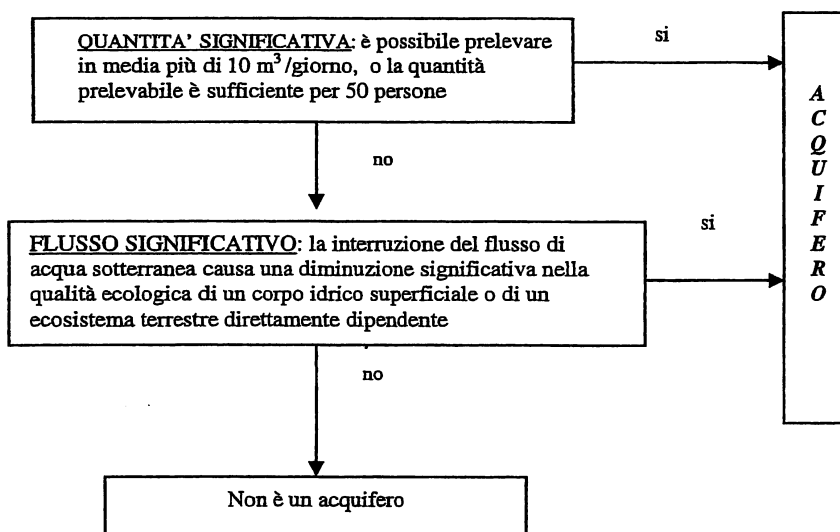 QUANTITA' SIGNIFICATIVA: è possibile prelevare
in media più di 10 m³/giorno, o la quantità
prelevabile è sufficiente per 50 persone
si
no
FLUSSO SIGNIFICATIVO: la interruzione del flusso di
acqua sotterranea causa una diminuzione significativa nella
qualità ecologica di un corpo idrico superficiale o di un
ecosistema terrestre direttamente dipendente
si
no
Non è un acquifero
A
C
Q
U
I
F
E
R
O